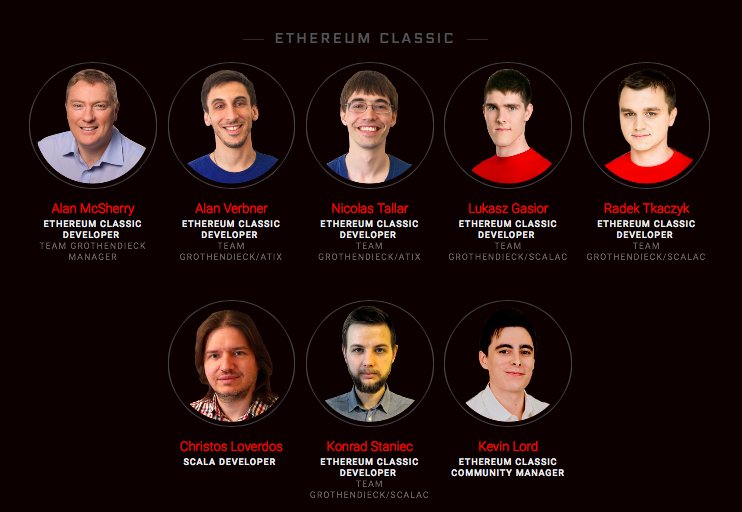 ETHEREUM CLASSIC
Alan McSherry
ETHEREUM CLASSIC
DEVELOPER
TEAM GROTHENDIECK
MANAGER
Alan Verbner
ETHEREUM CLASSIC
DEVELOPER
TEAM
GROTHENDIECK/ATIX
Nicolas Tallar
ETHEREUM CLASSIC
DEVELOPER
TEAM
GROTHENDIECK/ATIX
Lukasz Gasior
ETHEREUM CLASSIC
DEVELOPER
TEAM
GROTHENDIECK/SCALAC
Radek Tkaczyk
ETHEREUM CLASSIC
DEVELOPER
TEAM
GROTHENDIECK/SCALAC
Christos Loverdos
SCALA DEVELOPER
Konrad Staniec
ETHEREUM CLASSIC
DEVELOPER
TEAM
GROTHENDIECK/SCALAC
Kevin Lord
ETHEREUM CLASSIC
COMMUNITY MANAGER